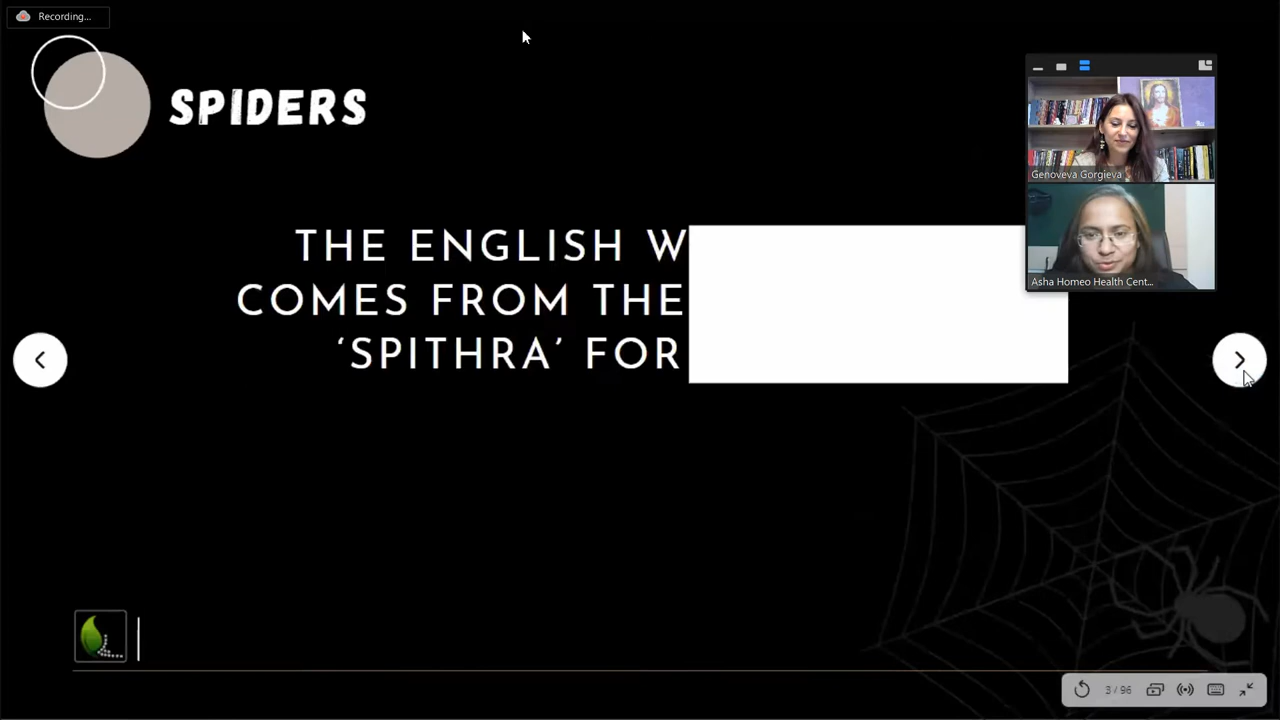 Recording...
SPIDERS
THE ENGLISH W
COMES FROM THE
‘SPITHRA’ FOR
Genoveva Gorgieva
Asha Homeo Health Cent...
3 / 96